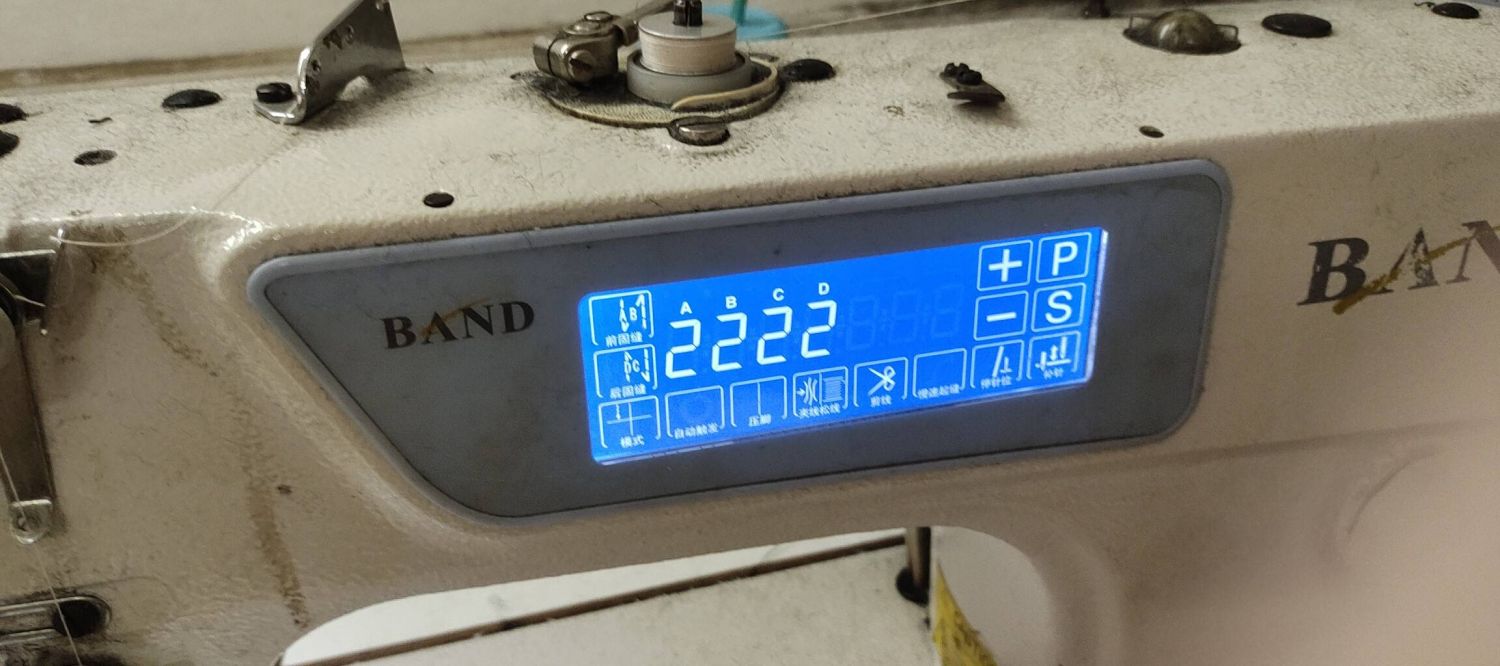 BAND
BAN
A B C D
2222
+ P
- S
A B
前固缝
D C
后固缝
模式
自动触发
压脚
夹线松线
剪线
慢速起缝
停针位
补针